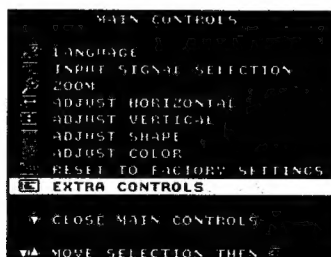 MAIN CONTROLS
LANGUAGE
INPUT SIGNAL SELECTION
ZOOM
ADJUST HORIZONTAL
ADJUST VERTICAL
ADJUST SHAPE
ADJUST COLOR
RESET TO FACTORY SETTINGS
EXTRA CONTROLS
CLOSE MAIN CONTROLS
MOVE SELECTION THEN